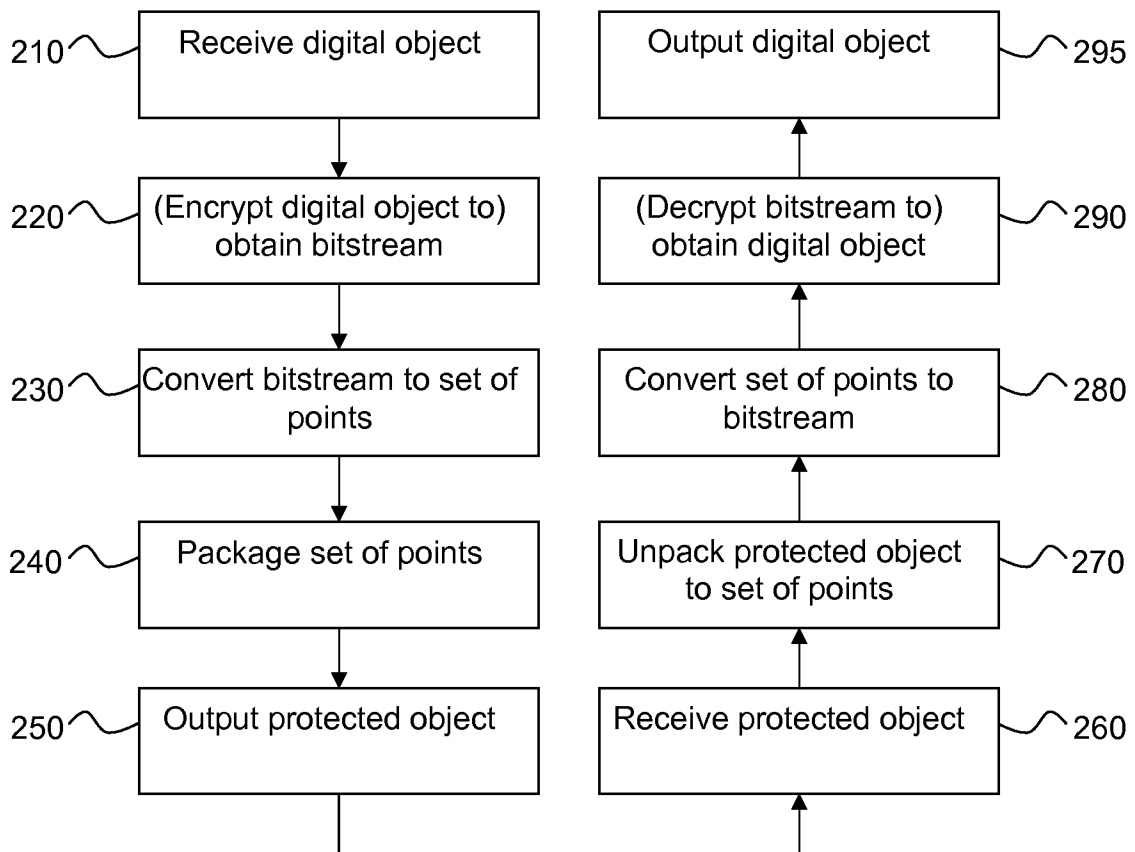 210
Receive digital object
220
(Encrypt digital object to)
obtain bitstream
230
Convert bitstream to set of
points
240
Package set of points
250
Output protected object
Output digital object
295
(Decrypt bitstream to)
obtain digital object
290
Convert set of points to
bitstream
280
Unpack protected object
to set of points
270
Receive protected object
260